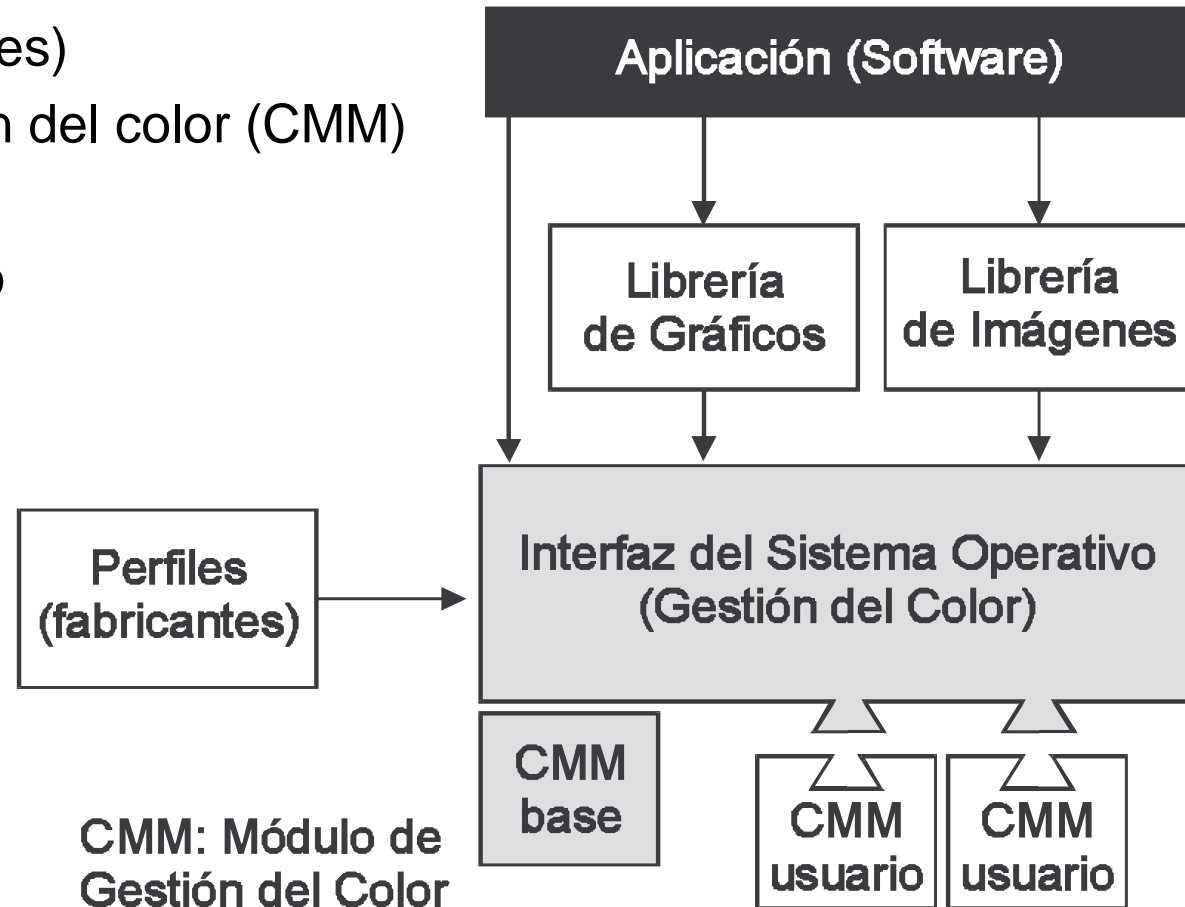 es)
n del color (CMM)
o
Aplicación (Software)
Librería
de Gráficos
Librería
de Imágenes
Perfiles
(fabricantes)
Interfaz del Sistema Operativo
(Gestión del Color)
CMM
base
CMM
usuario
CMM
usuario
CMM: Módulo de
Gestión del Color